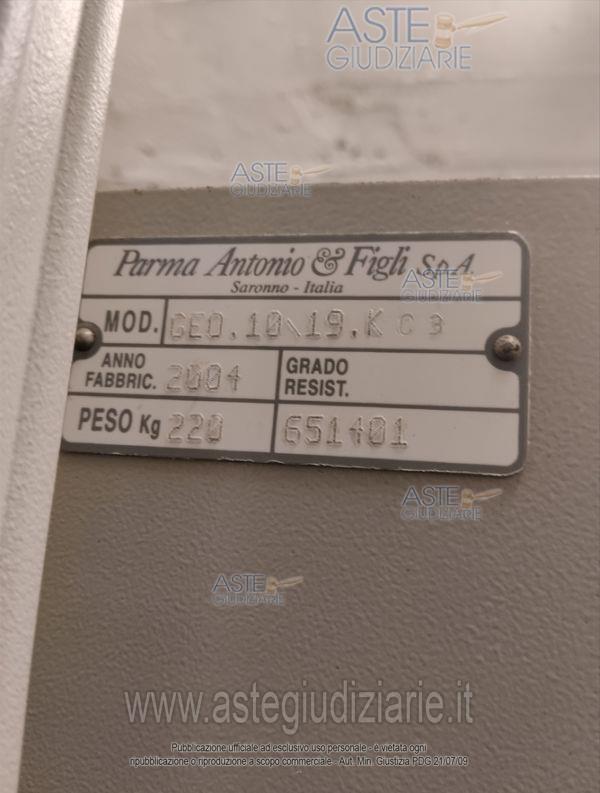 ASTE
GIUDIZIARIE
ASTE
GIUDIZIARIE
Parma Antonio & Figli S.p.A.
Saronno - Italia
MOD. GEO.10\19.K C 3
ANNO FABBRIC. 2004
GRADO RESIST.
PESO Kg 220
651401
ASTE
GIUDIZIARIE
ASTE
GIUDIZIARIE
ASTE
GIUDIZIARIE
www.astegiudiziarie.it
Pubblicazione ufficiale ad esclusivo uso personale - è vietata ogni
ripubblicazione o riproduzione a scopo commerciale - Aut. Min. Giustizia PDG 21/07/09